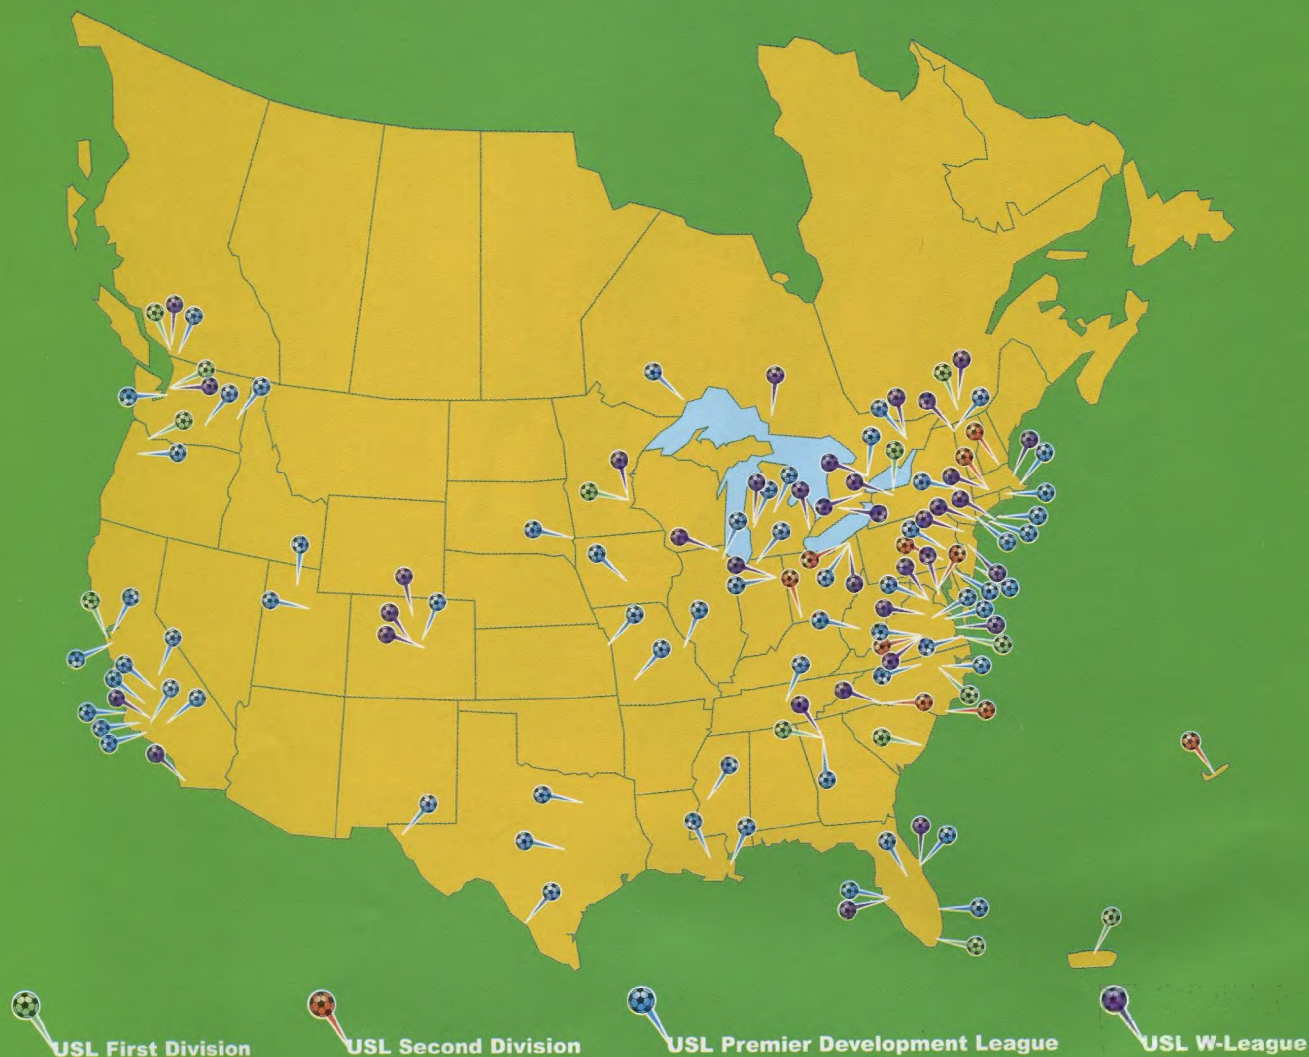 USL First Division
USL Second Division
USL Premier Development League
USL W-League